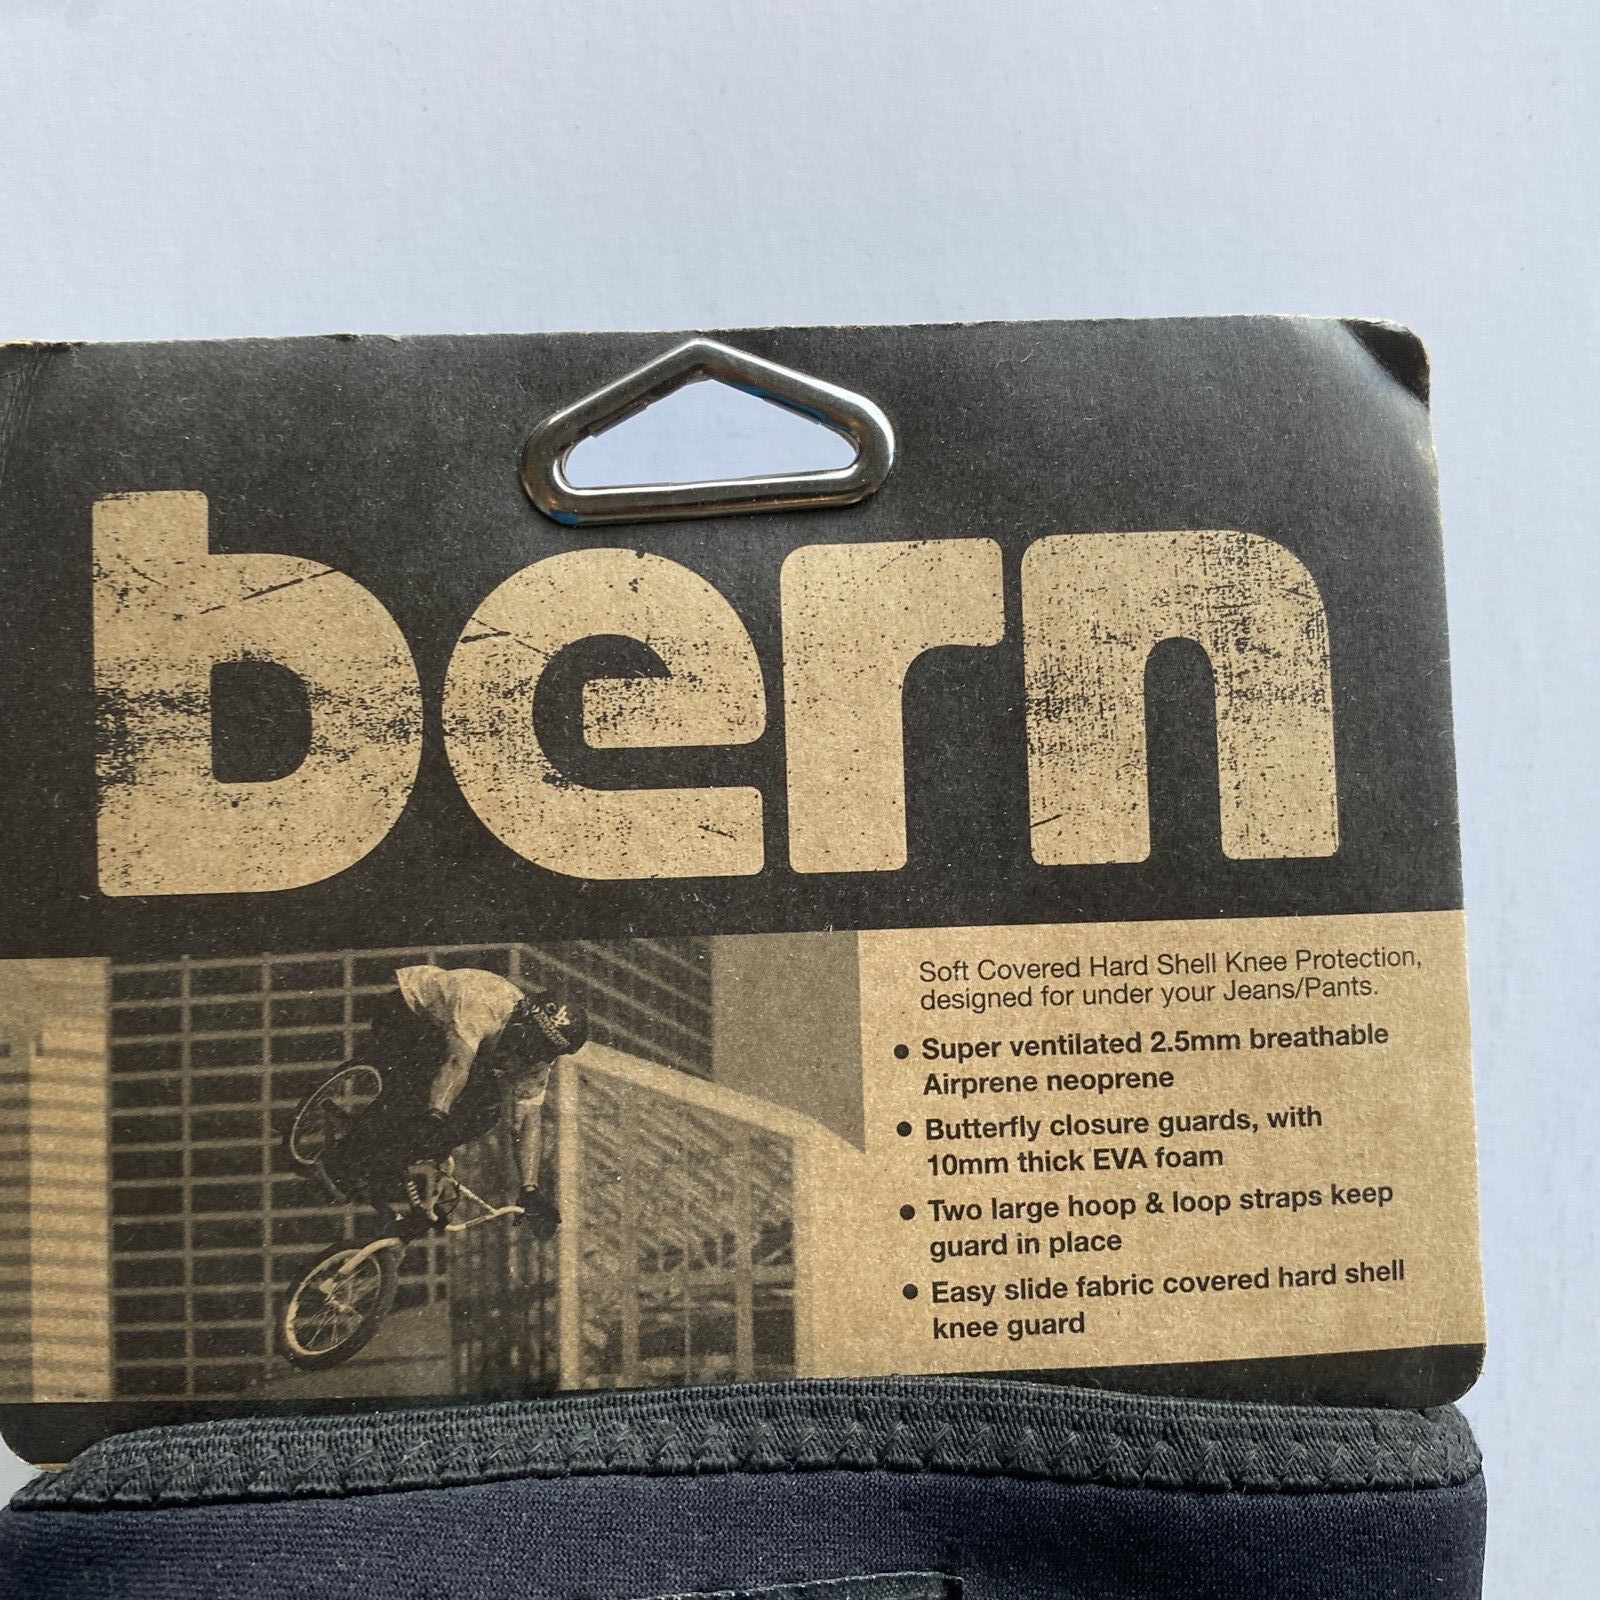 bern
Soft Covered Hard Shell Knee Protection,
designed for under your Jeans/Pants.
• Super ventilated 2.5mm breathable
Airprene neoprene
• Butterfly closure guards, with
10mm thick EVA foam
• Two large hoop & loop straps keep
guard in place
• Easy slide fabric covered hard shell
knee guard